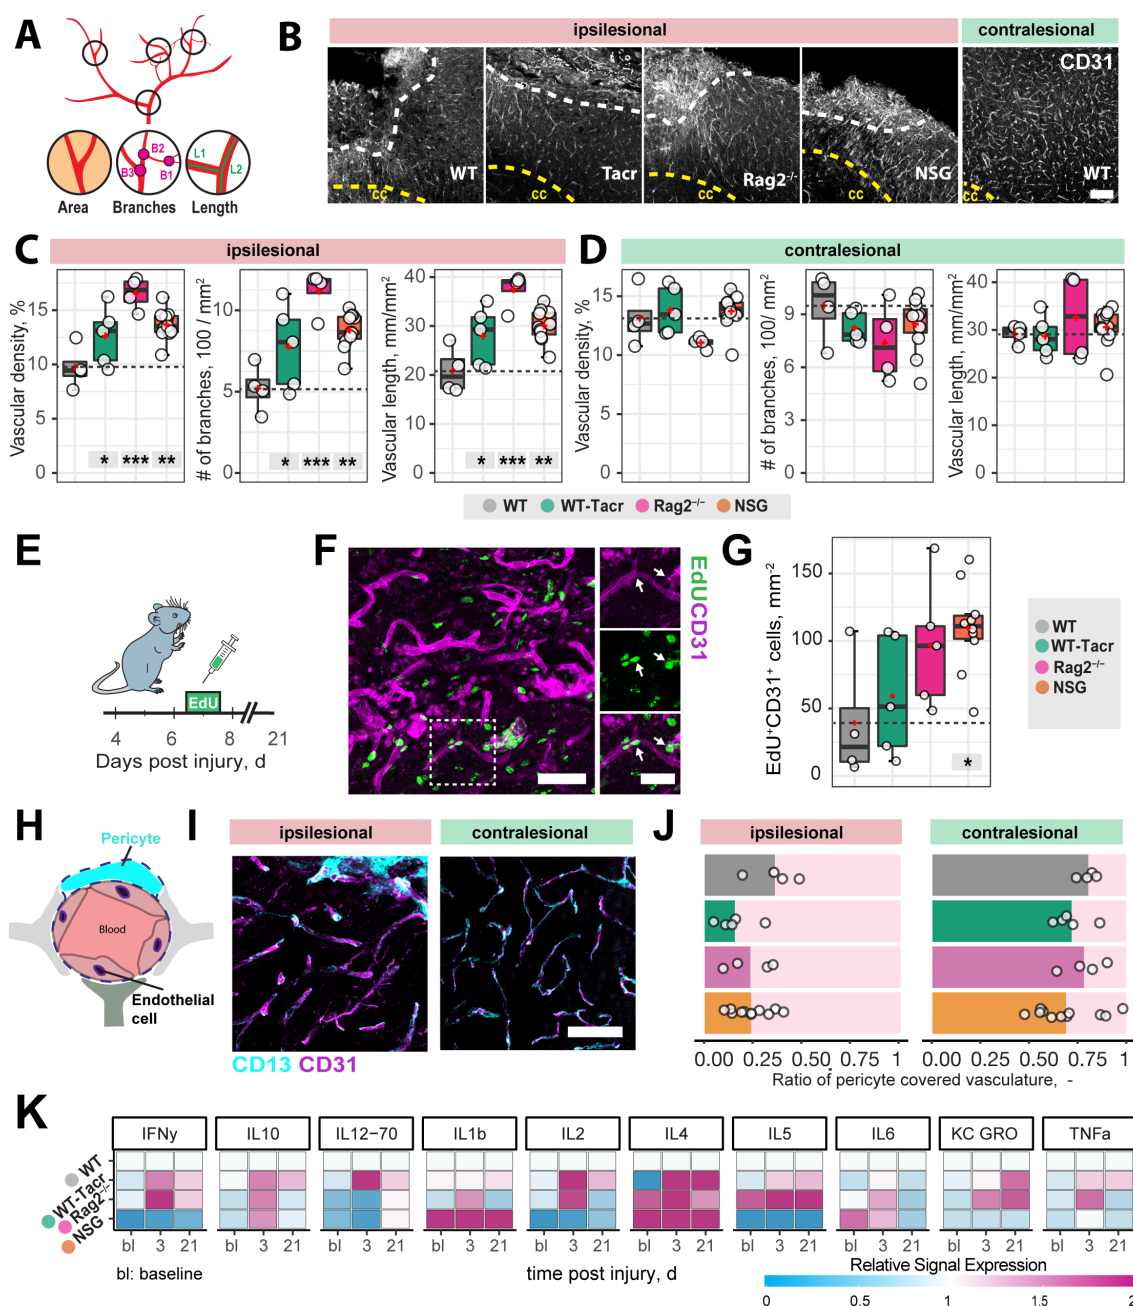 A
B2
B3
B1
L1
L2
Area
Branches
Length
B
ipsilesional
contralesional
CD31
WT
Tacr
Rag2-/-
NSG
WT
cc
cc
cc
cc
cc
C
ipsilesional
Vascular density, %
15
10
5
0
* *** **
# of branches, 100 / mm2
10
5
0
* *** **
Vascular length, mm/mm2
40
30
20
10
0
* *** **
D
contralesional
Vascular density, %
15
10
5
0
# of branches, 100/ mm2
9
6
3
0
Vascular length, mm/mm2
40
30
20
10
0
WT
WT-Tacr
Rag2−/−
NSG
E
EdU
4 6 8 21
Days post injury, d
F
EdUCD31
G
EdU+CD31+ cells, mm-2
150
100
50
0
*
WT
WT-Tacr
Rag2−/−
NSG
H
Pericyte
Blood
Endothelial
cell
I
ipsilesional
contralesional
CD13 CD31
J
ipsilesional
contralesional
0.00 0.25 0.50 0.75 1
0.00 0.25 0.50 0.75 1
Ratio of pericyte covered vasculature, -
K
IFNy
IL10
IL12−70
IL1b
IL2
IL4
IL5
IL6
KC GRO
TNFa
WT
WT-Tacr
Rag2-/-
NSG
bl 3 21
bl 3 21
bl 3 21
bl 3 21
bl 3 21
bl 3 21
bl 3 21
bl 3 21
bl 3 21
bl 3 21
bl: baseline
time post injury, d
Relative Signal Expression
0 0.5 1 1.5 2